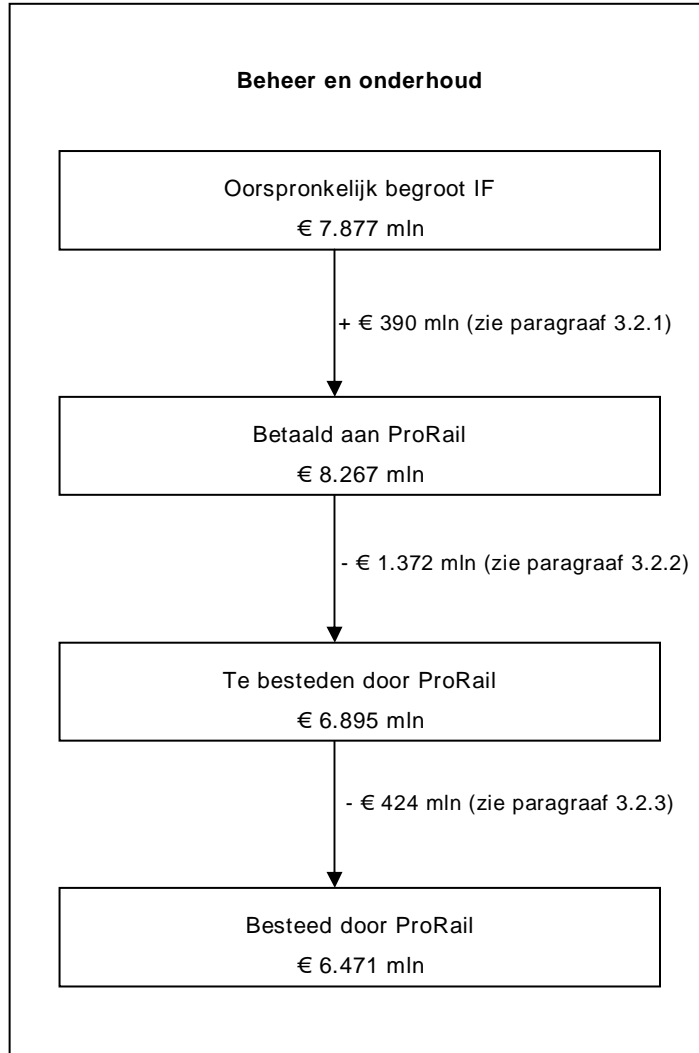 Beheer en onderhoud
Oorspronkelijk begroot IF
€ 7.877 mln
+ € 390 mln (zie paragraaf 3.2.1)
Betaald aan ProRail
€ 8.267 mln
- € 1.372 mln (zie paragraaf 3.2.2)
Te besteden door ProRail
€ 6.895 mln
- € 424 mln (zie paragraaf 3.2.3)
Besteed door ProRail
€ 6.471 mln